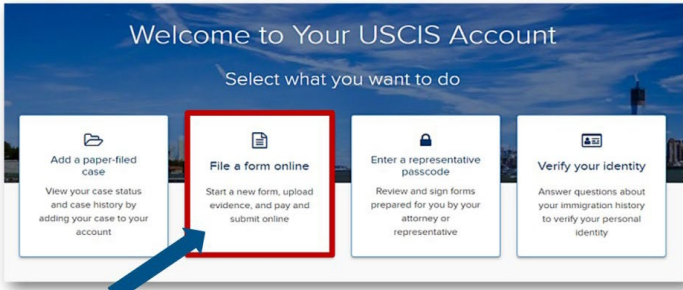 Welcome to Your USCIS Account
Select what you want to do
Add a paper-filed
case
View your case status
and case history by
adding your case to your
account
File a form online
Start a new form, upload
evidence, and pay and
submit online
Enter a representative
passcode
Review and sign forms
prepared for you by your
attorney or
representative
Verify your identity
Answer questions about
your immigration history
to verify your personal
identity